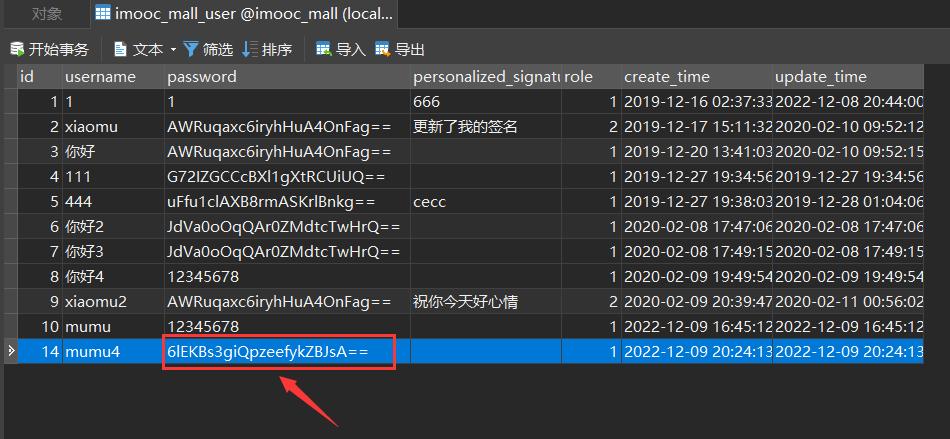 对象 imooc_mall_user @imooc_mall (local...
开始事务 文本 筛选 排序 导入 导出
id username password personalized_signatu role create_time update_time
1 1 1 666 1 2019-12-16 02:37:33 2022-12-08 20:44:00
2 xiaomu AWRuqaxc6iryhHuA4OnFag== 更新了我的签名 2 2019-12-17 15:11:32 2020-02-10 09:52:12
3 你好 AWRuqaxc6iryhHuA4OnFag== 1 2019-12-20 13:41:03 2020-02-10 09:52:15
4 111 G72IZGCCcBXl1gXtRCUiUQ== 1 2019-12-27 19:34:56 2019-12-27 19:34:56
5 444 uFfu1clAXB8rmASKrlBnkg== cecc 1 2019-12-27 19:38:03 2019-12-28 01:04:06
6 你好2 JdVa0oOqQAr0ZMdtcTwHrQ== 1 2020-02-08 17:47:06 2020-02-08 17:47:06
7 你好3 JdVa0oOqQAr0ZMdtcTwHrQ== 1 2020-02-08 17:49:15 2020-02-08 17:49:15
8 你好4 12345678 1 2020-02-09 19:49:54 2020-02-09 19:49:54
9 xiaomu2 AWRuqaxc6iryhHuA4OnFag== 祝你今天好心情 2 2020-02-09 20:39:47 2020-02-11 00:56:02
10 mumu 12345678 1 2022-12-09 16:45:12 2022-12-09 16:45:12
14 mumu4 6lEKBs3giQpzeefykZBJsA== 1 2022-12-09 20:24:13 2022-12-09 20:24:13